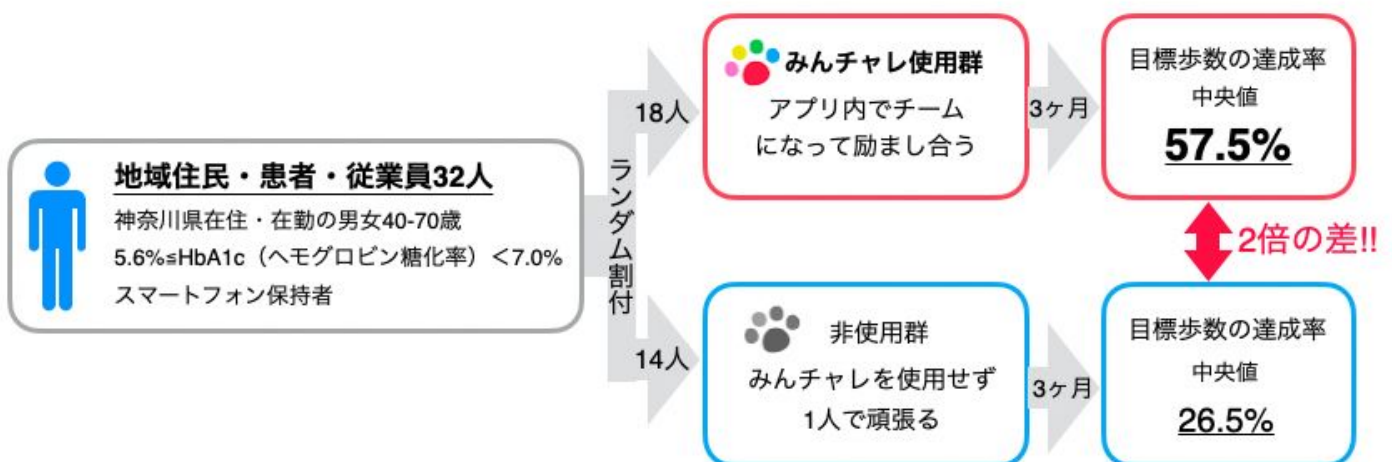 地域住民・患者・従業員32人
神奈川県在住・在勤の男女40-70歳
5.6%≦HbA1c（ヘモグロビン糖化率）＜7.0%
スマートフォン保持者
ランダム割付
18人
みんチャレ使用群
アプリ内でチーム
になって励まし合う
3ヶ月
目標歩数の達成率
中央値
57.5%
2倍の差!!
14人
非使用群
みんチャレを使用せず
1人で頑張る
3ヶ月
目標歩数の達成率
中央値
26.5%